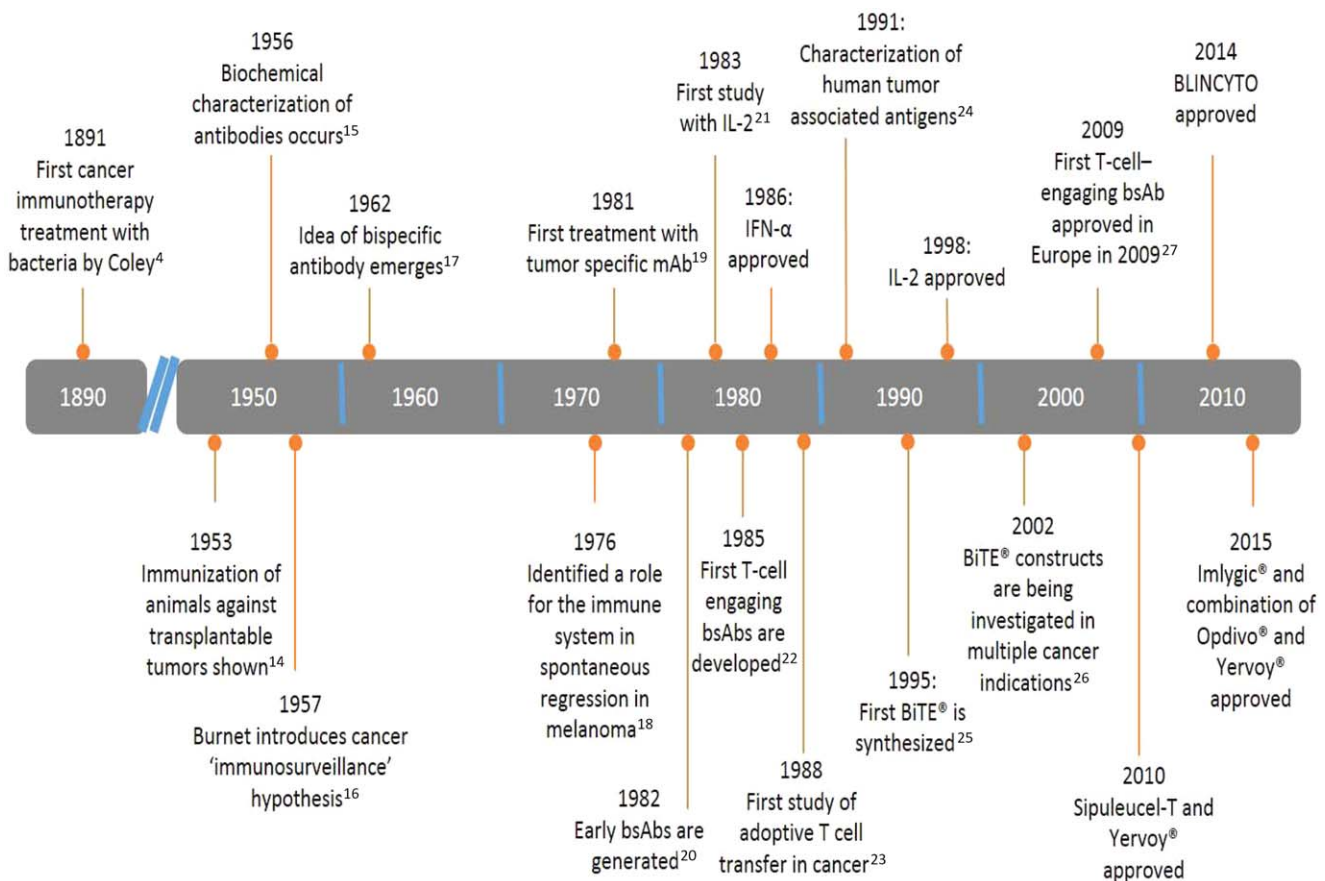 1891
First cancer
immunotherapy
treatment with
bacteria by Coley⁴
1956
Biochemical
characterization of
antibodies occurs¹⁵
1962
Idea of bispecific
antibody emerges¹⁷
1981
First treatment with
tumor specific mAb¹⁹
1983
First study
with IL-2²¹
1986:
IFN-α
approved
1991:
Characterization of
human tumor
associated antigens²⁴
1998:
IL-2 approved
2009
First T-cell–
engaging bsAb
approved in
Europe in 2009²⁷
2014
BLINCYTO
approved
1890
1950
1960
1970
1980
1990
2000
2010
1953
Immunization of
animals against
transplantable
tumors shown¹⁴
1957
Burnet introduces cancer
‘immunosurveillance’
hypothesis¹⁶
1976
Identified a role
for the immune
system in
spontaneous
regression in
melanoma¹⁸
1982
Early bsAbs are
generated²⁰
1985
First T-cell
engaging
bsAbs are
developed²²
1988
First study of
adoptive T cell
transfer in cancer²³
1995:
First BiTE® is
synthesized²⁵
2002
BiTE® constructs
are being
investigated in
multiple cancer
indications²⁶
2010
Sipuleucel-T and
Yervoy®
approved
2015
Imlygic® and
combination of
Opdivo® and
Yervoy®
approved